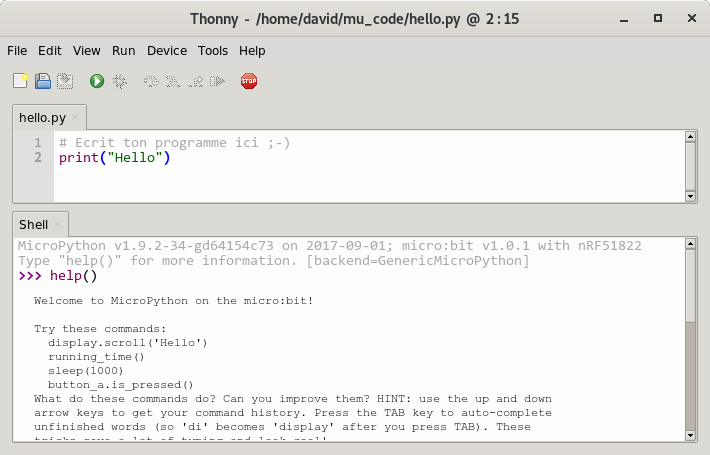 Thonny - /home/david/mu_code/hello.py @ 2:15
File Edit View Run Device Tools Help
STOP
hello.py
1 # Ecrit ton programme ici ;-)
2 print("Hello")
Shell
MicroPython v1.9.2-34-gd64154c73 on 2017-09-01; micro:bit v1.0.1 with nRF51822
Type "help()" for more information. [backend=GenericMicroPython]
>>> help()
Welcome to MicroPython on the micro:bit!
Try these commands:
display.scroll('Hello')
running_time()
sleep(1000)
button_a.is_pressed()
What do these commands do? Can you improve them? HINT: use the up and down
arrow keys to get your command history. Press the TAB key to auto-complete
unfinished words (so 'di' becomes 'display' after you press TAB). These